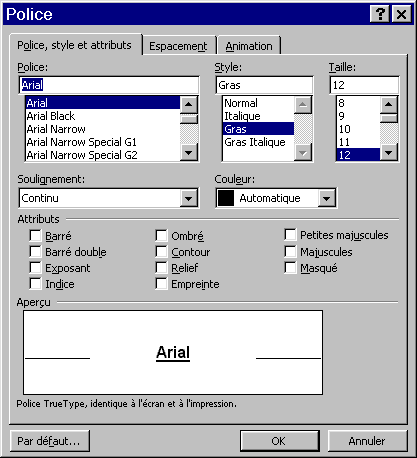 Police
Police, style et attributs
Espacement
Animation
Police:
Style:
Taille:
Arial
Gras
12
Arial
Arial Black
Arial Narrow
Arial Narrow Special G1
Arial Narrow Special G2
Normal
Italique
Gras
Gras Italique
8
9
10
11
12
Soulignement:
Couleur:
Continu
Automatique
Attributs
Barré
Ombré
Petites majuscules
Barré double
Contour
Majuscules
Exposant
Relief
Masqué
Indice
Empreinte
Aperçu
Arial
Police TrueType, identique à l'écran et à l'impression.
Par défaut...
OK
Annuler